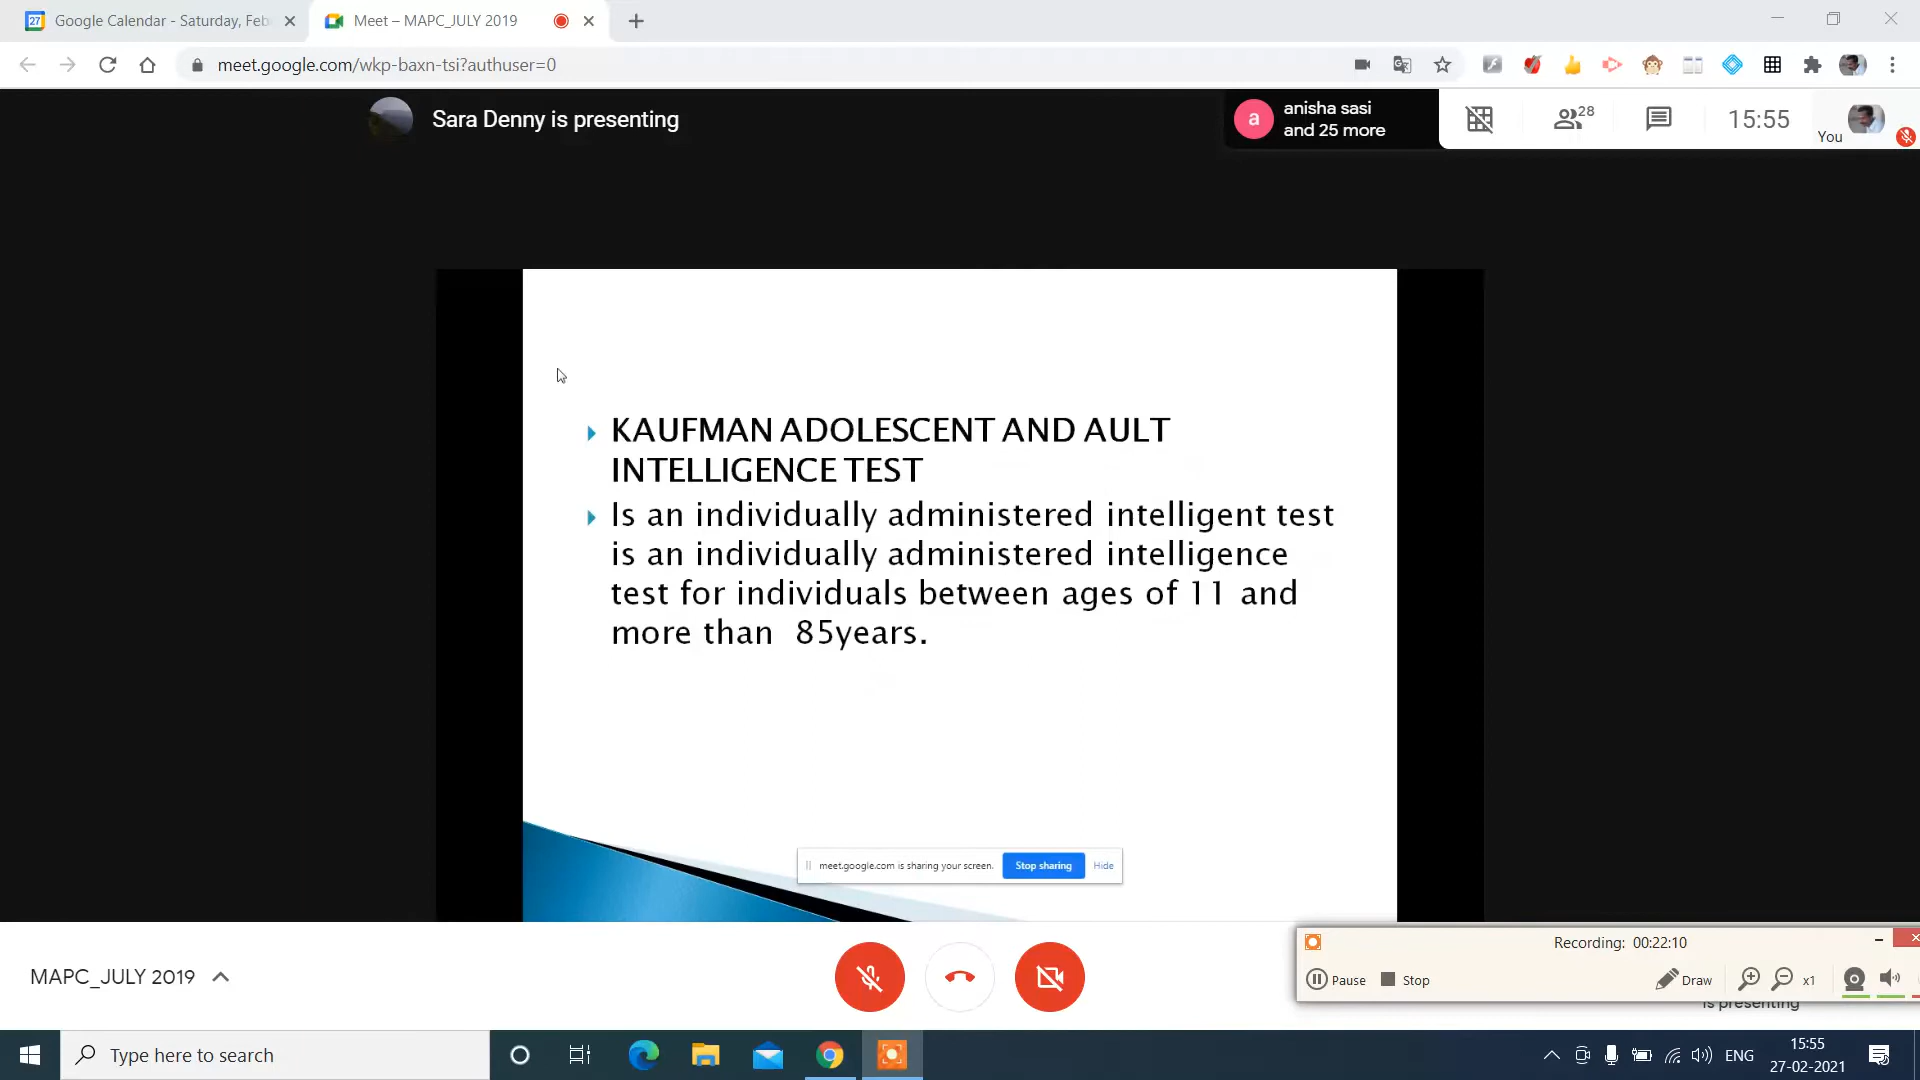 Google Calendar - Saturday, Feb
Meet – MAPC_JULY 2019
meet.google.com/wkp-baxn-tsi?authuser=0
Sara Denny is presenting
a
anisha sasi
and 25 more
28
15:55
You
KAUFMAN ADOLESCENT AND AULT
INTELLIGENCE TEST
Is an individually administered intelligent test
is an individually administered intelligence
test for individuals between ages of 11 and
more than 85years.
meet.google.com is sharing your screen.
Stop sharing
Hide
MAPC_JULY 2019
Recording: 00:22:10
Pause
Stop
Draw
x1
is presenting
Type here to search
ENG
15:55
27-02-2021